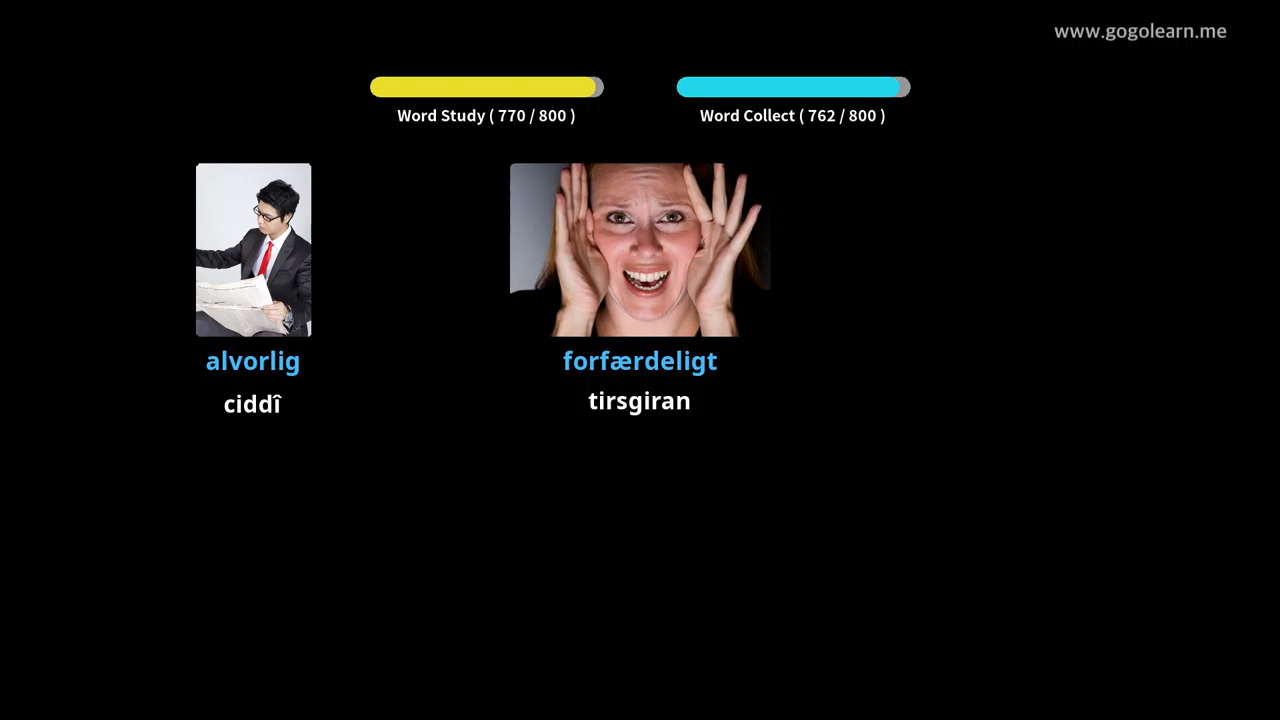 www.gogolearn.me
Word Study ( 770 / 800 )
Word Collect ( 762 / 800 )
alvorlig
ciddî
forfærdeligt
tirsgiran